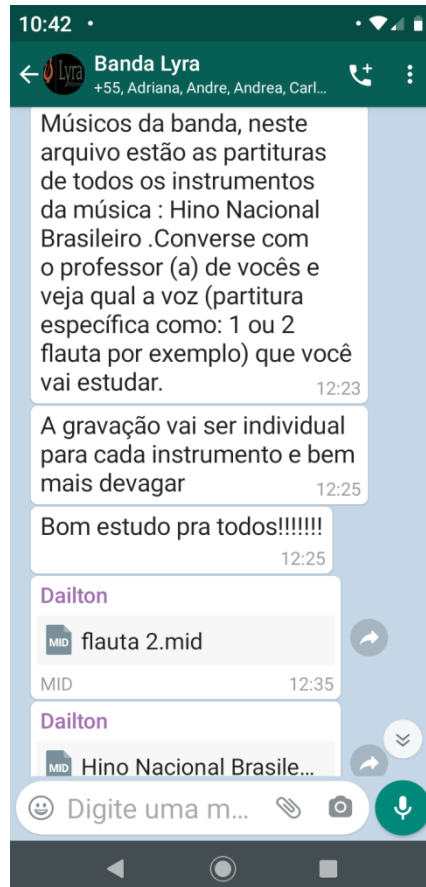 10:42
Lyra
Banda Lyra
+55, Adriana, Andre, Andrea, Carl...
Músicos da banda, neste
arquivo estão as partituras
de todos os instrumentos
da música : Hino Nacional
Brasileiro .Converse com
o professor (a) de vocês e
veja qual a voz (partitura
específica como: 1 ou 2
flauta por exemplo) que você
vai estudar.
12:23
A gravação vai ser individual
para cada instrumento e bem
mais devagar
12:25
Bom estudo pra todos!!!!!!!
12:25
Dailton
MID
flauta 2.mid
MID
12:35
Dailton
MID
Hino Nacional Brasile...
Digite uma m...